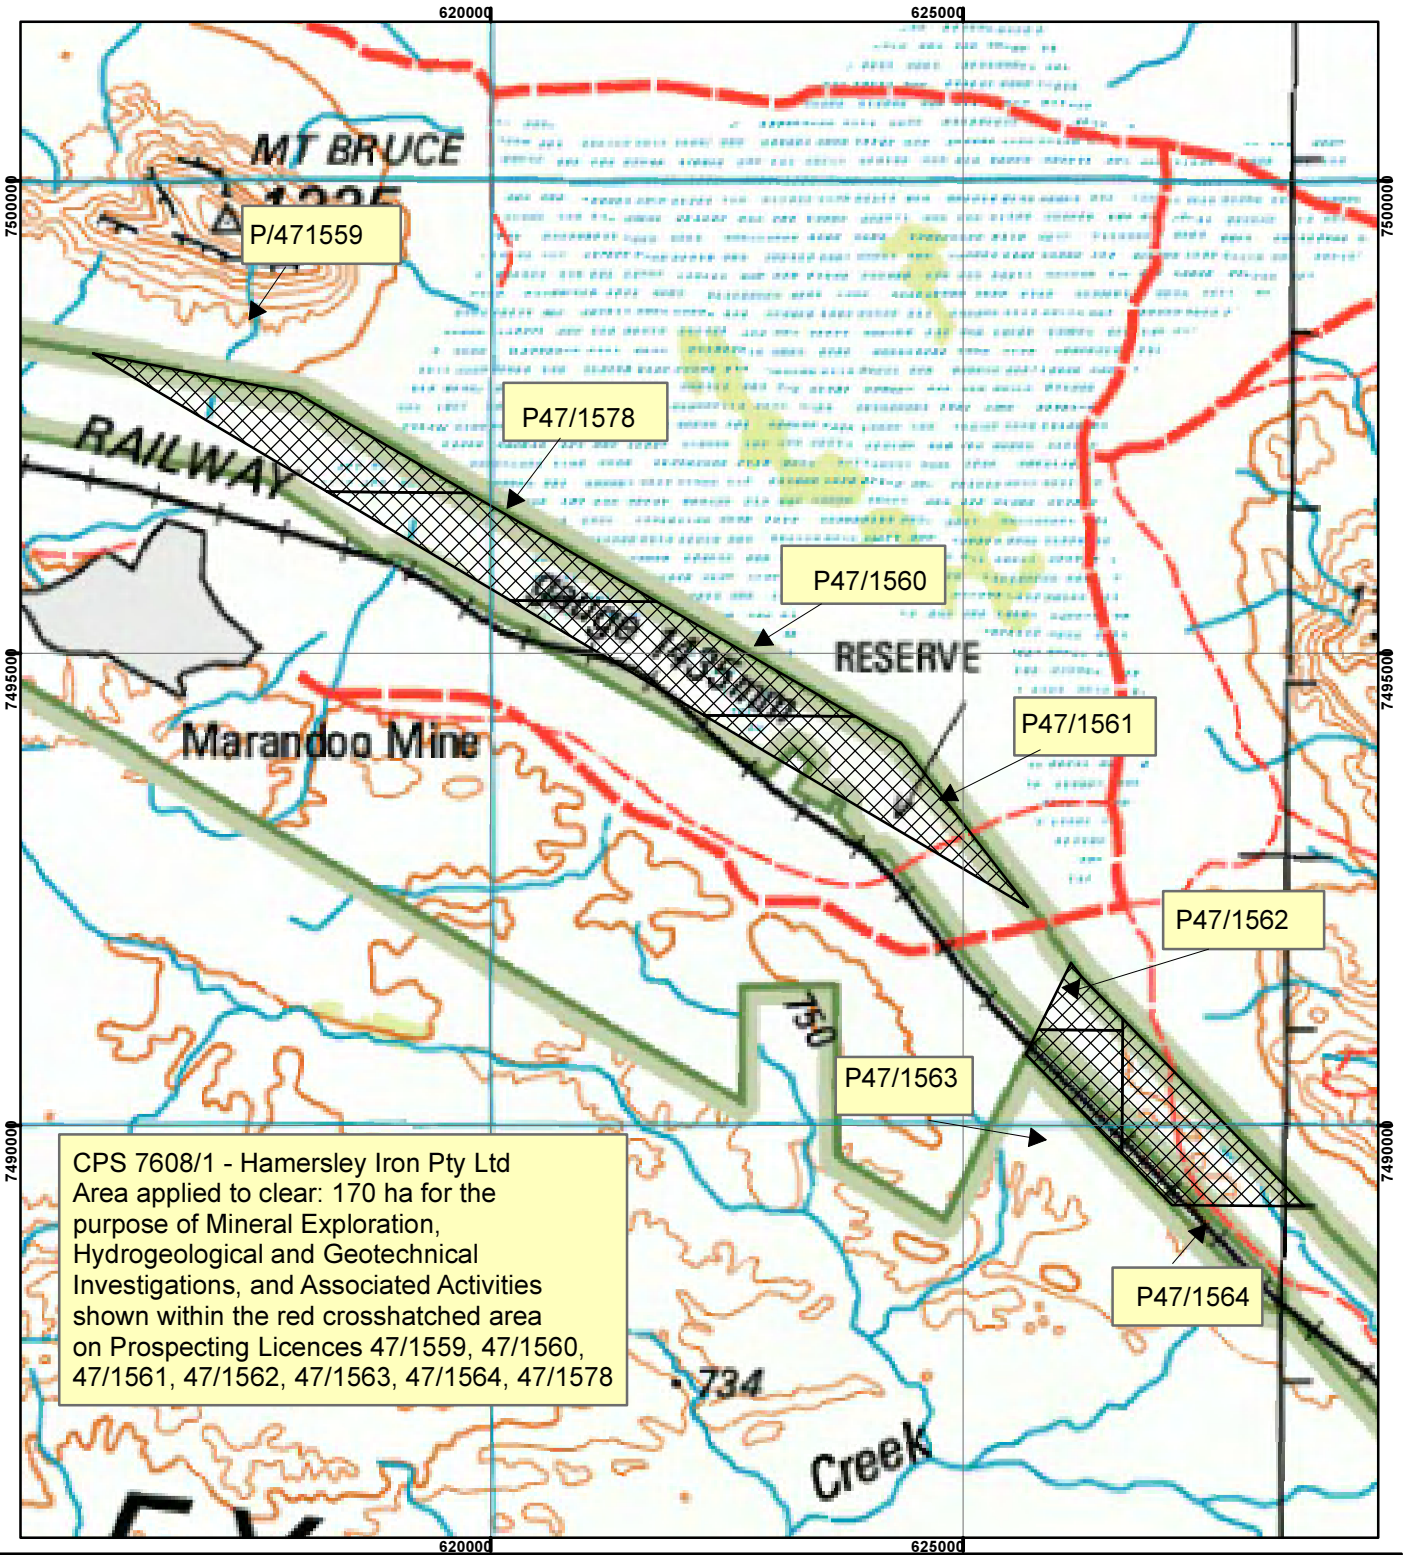 620000
625000
MT BRUCE
1235
7500000
7500000
P/471559
P47/1578
RAILWAY
P47/1560
gauge 1435mm
RESERVE
7495000
7495000
P47/1561
Marandoo Mine
P47/1562
750
P47/1563
7490000
7490000
CPS 7608/1 - Hamersley Iron Pty Ltd
Area applied to clear: 170 ha for the
purpose of Mineral Exploration,
Hydrogeological and Geotechnical
Investigations, and Associated Activities
shown within the red crosshatched area
on Prospecting Licences 47/1559, 47/1560,
47/1561, 47/1562, 47/1563, 47/1564, 47/1578
P47/1564
734
Creek
620000
625000